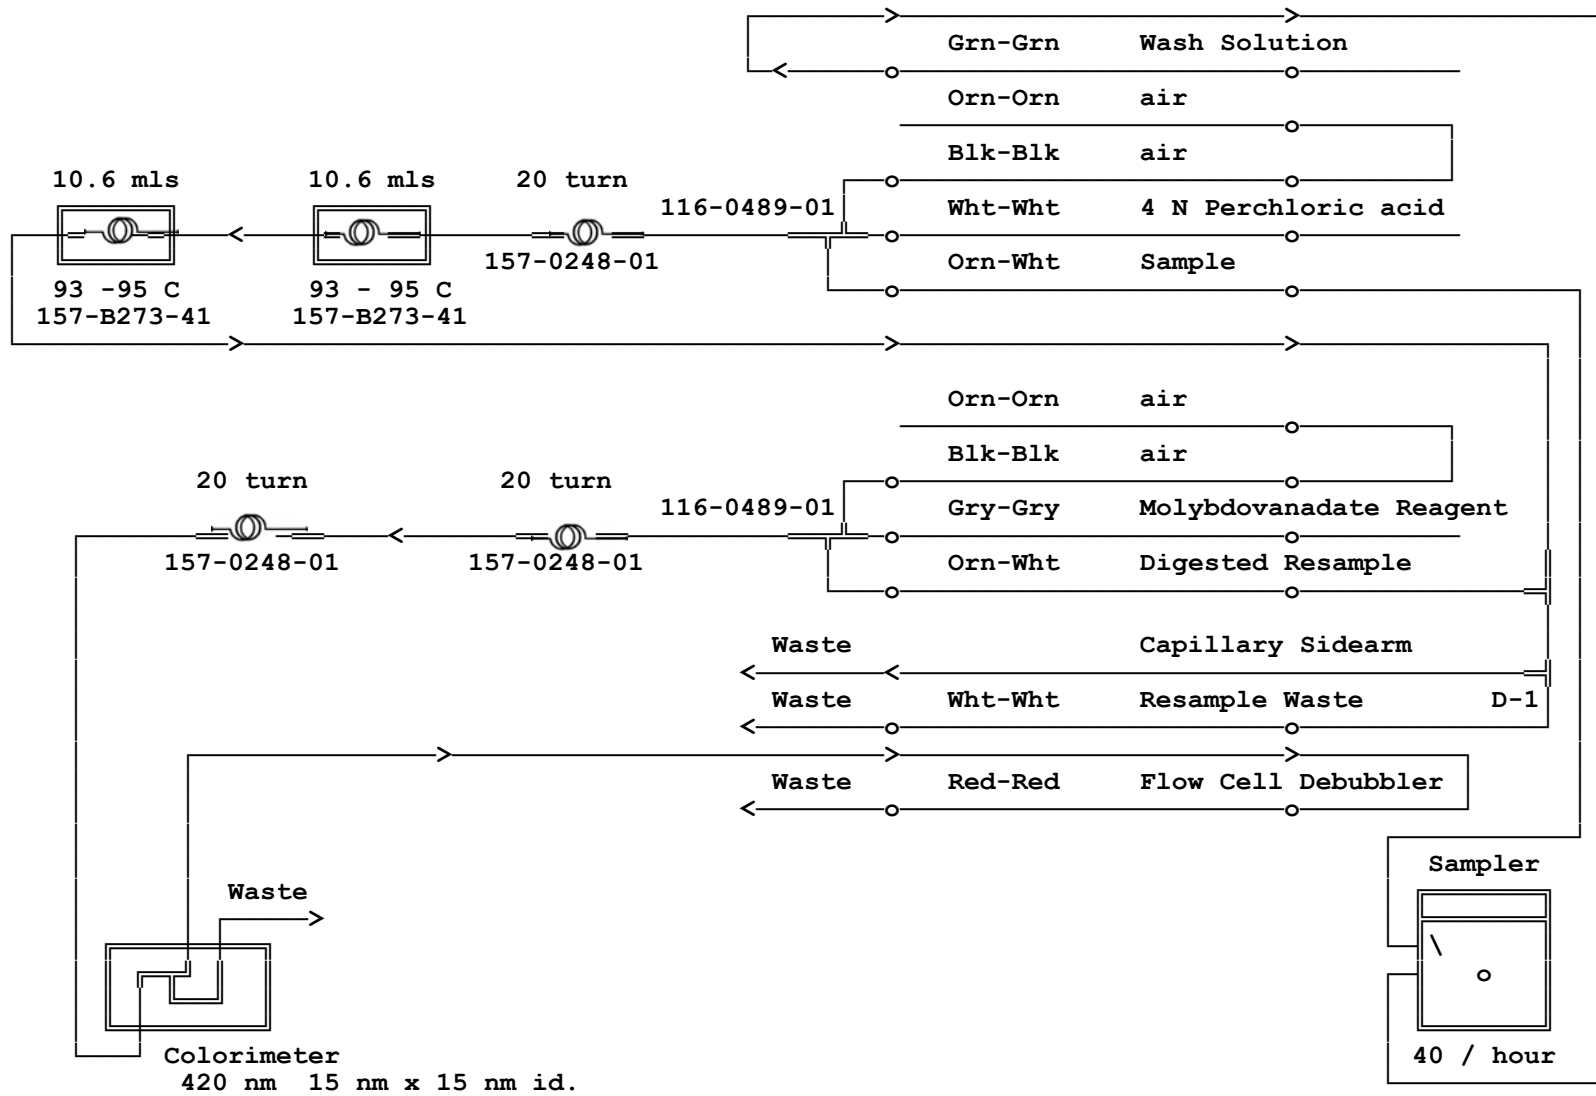 Grn-Grn Wash Solution
Orn-Orn air
Blk-Blk air
10.6 mls 10.6 mls 20 turn
116-0489-01 Wht-Wht 4 N Perchloric acid
157-0248-01 Orn-Wht Sample
93 -95 C 93 - 95 C
157-B273-41 157-B273-41
Orn-Orn air
Blk-Blk air
20 turn 20 turn
116-0489-01 Gry-Gry Molybdovanadate Reagent
157-0248-01 157-0248-01 Orn-Wht Digested Resample
Waste Capillary Sidearm
Waste Wht-Wht Resample Waste D-1
Waste Red-Red Flow Cell Debubbler
Sampler
Waste
Colorimeter 40 / hour
420 nm 15 nm x 15 nm id.